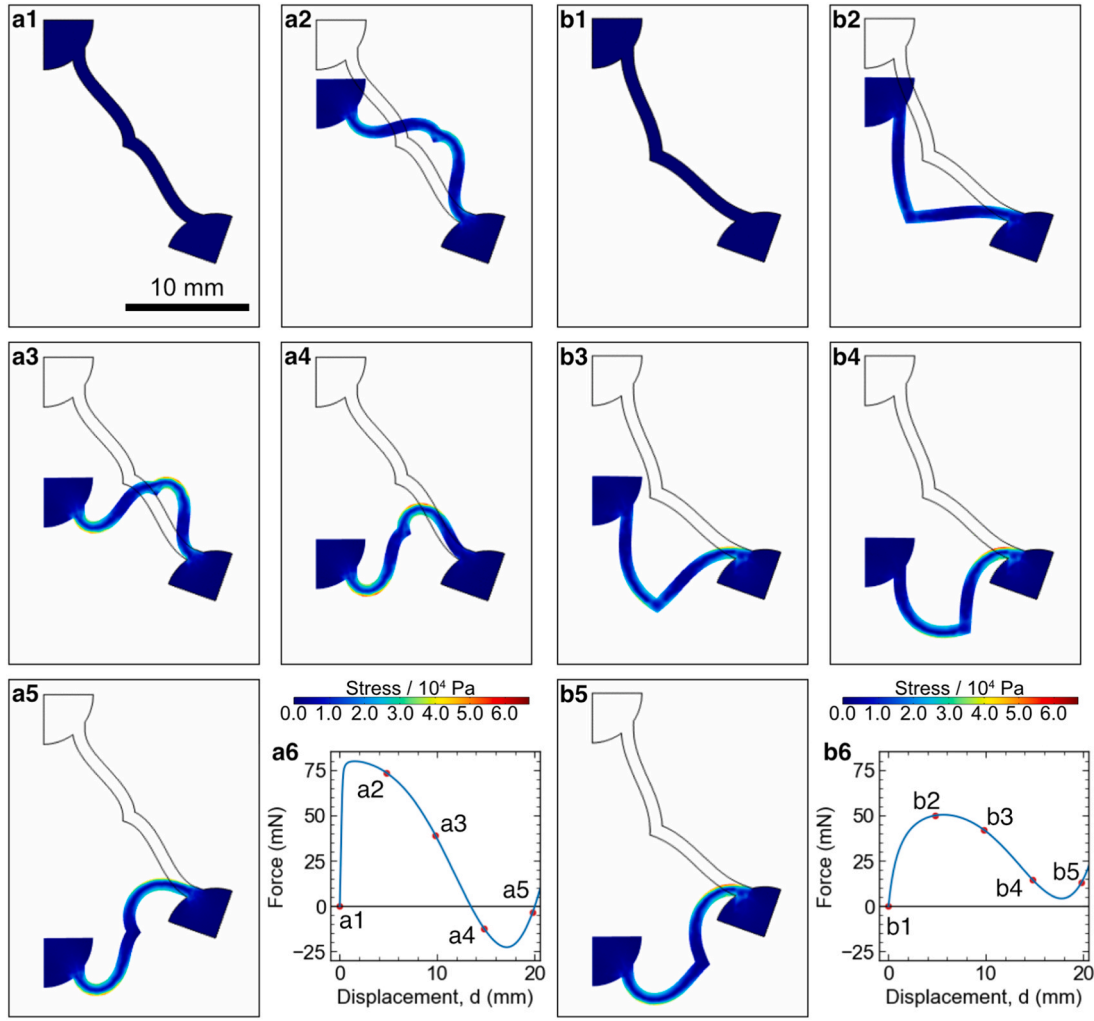 a1
a2
b1
b2
10 mm
a3
a4
b3
b4
a5
Stress / 10⁴ Pa
0.0 1.0 2.0 3.0 4.0 5.0 6.0
a6
75
50
25
0
−25
Force (mN)
a1
a2
a3
a4
a5
0 10 20
Displacement, d (mm)
b5
Stress / 10⁴ Pa
0.0 1.0 2.0 3.0 4.0 5.0 6.0
b6
75
50
25
0
−25
Force (mN)
b1
b2
b3
b4
b5
0 10 20
Displacement, d (mm)